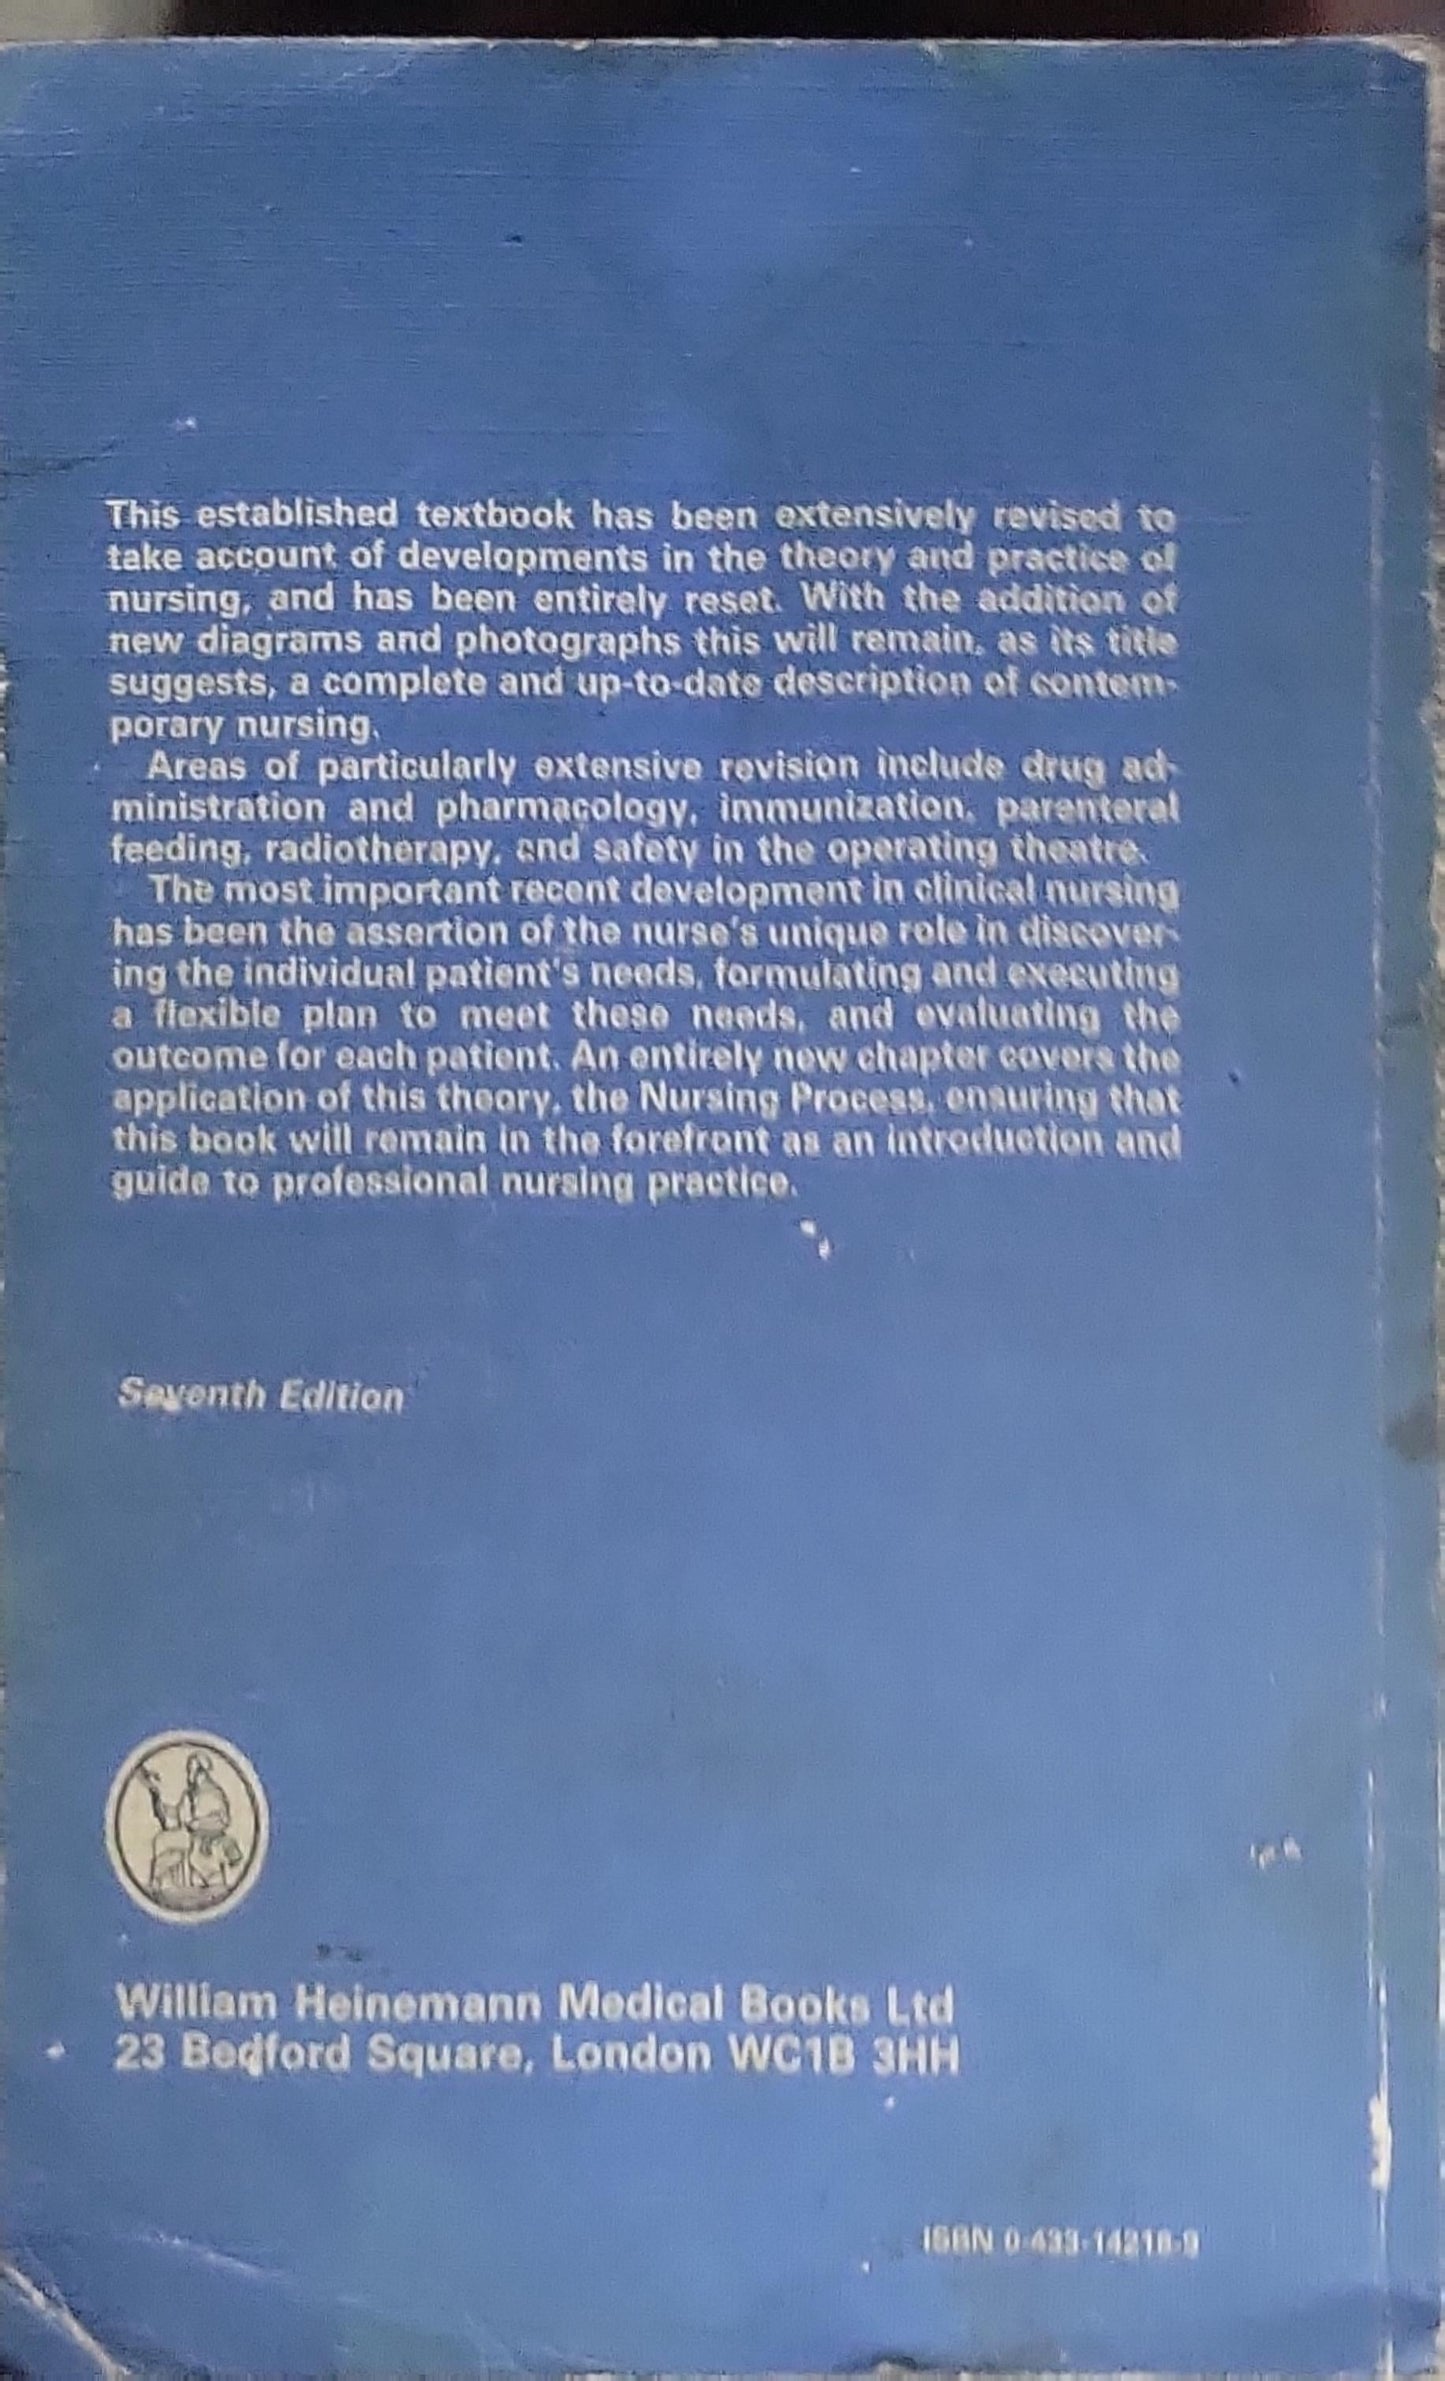 This established textbook has been extensively revised to
take account of developments in the theory and practice of
nursing, and has been entirely reset. With the addition of
new diagrams and photographs this will remain, as its title
suggests, a complete and up-to-date description of contem-
porary nursing.
Areas of particularly extensive revision include drug ad-
ministration and pharmacology, immunization, parenteral
feeding, radiotherapy, and safety in the operating theatre.
The most important recent development in clinical nursing
has been the assertion of the nurse's unique role in discover-
ing the individual patient's needs, formulating and executing
a flexible plan to meet these needs, and evaluating the
outcome for each patient. An entirely new chapter covers the
application of this theory, the Nursing Process, ensuring that
this book will remain in the forefront as an introduction and
guide to professional nursing practice.
Seventh Edition
William Heinemann Medical Books Ltd
23 Bedford Square, London WC1B 3HH
ISBN 0-433-14218-9